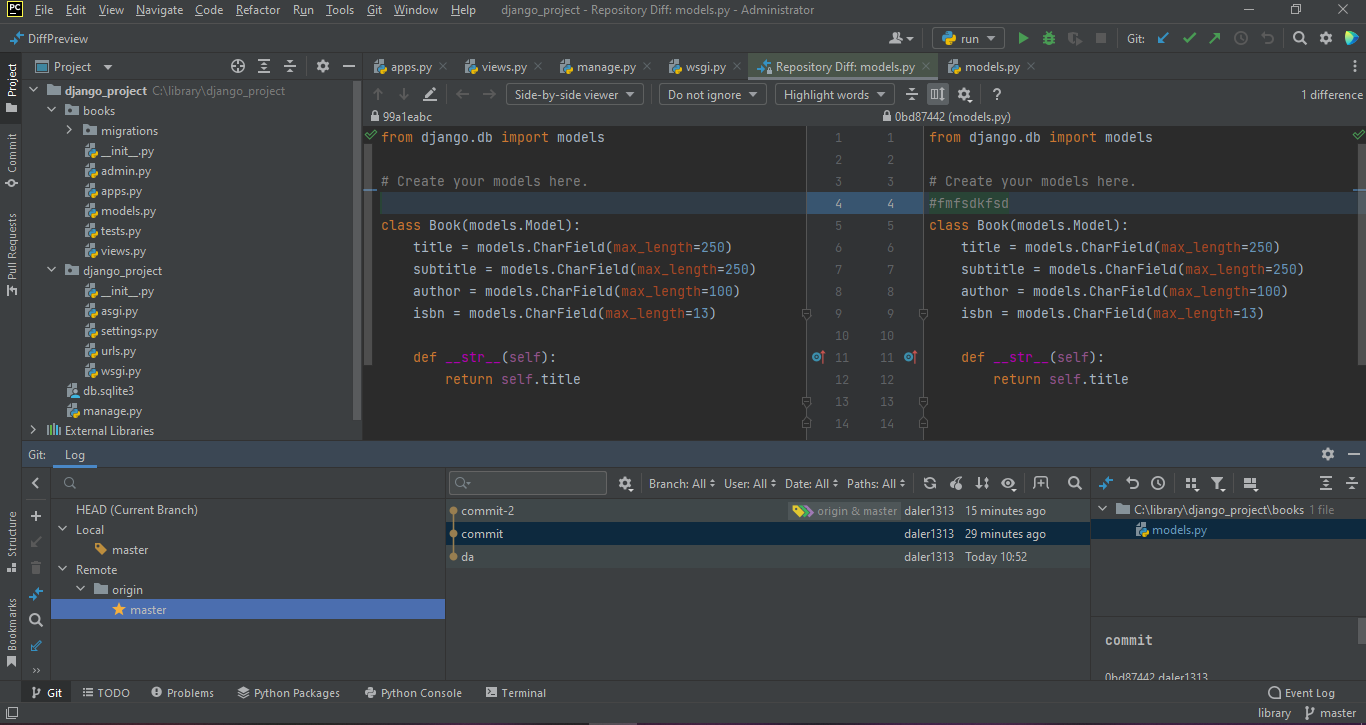 PC File Edit View Navigate Code Refactor Run Tools Git Window Help django_project - Repository Diff: models.py - Administrator
DiffPreview run Git:
Project apps.py views.py manage.py wsgi.py Repository Diff: models.py models.py
Side-by-side viewer Do not ignore Highlight words ? 1 difference
99a1eabc 0bd87442 (models.py)
Project
Commit
Pull Requests
Structure
Bookmarks
django_project C:\library\django_project
books
migrations
__init__.py
admin.py
apps.py
models.py
tests.py
views.py
django_project
__init__.py
asgi.py
settings.py
urls.py
wsgi.py
db.sqlite3
manage.py
External Libraries
from django.db import models 1 1 from django.db import models
2 2
# Create your models here. 3 3 # Create your models here.
4 4 #fmfsdkfsd
class Book(models.Model): 5 5 class Book(models.Model):
title = models.CharField(max_length=250) 6 6 title = models.CharField(max_length=250)
subtitle = models.CharField(max_length=250) 7 7 subtitle = models.CharField(max_length=250)
author = models.CharField(max_length=100) 8 8 author = models.CharField(max_length=100)
isbn = models.CharField(max_length=13) 9 9 isbn = models.CharField(max_length=13)
10 10
def __str__(self): 11 11 def __str__(self):
return self.title 12 12 return self.title
13 13
14 14
Git: Log
Branch: All User: All Date: All Paths: All
HEAD (Current Branch)
Local
master
Remote
origin
master
commit-2 origin & master daler1313 15 minutes ago
commit daler1313 29 minutes ago
da daler1313 Today 10:52
C:\library\django_project\books 1 file
models.py
commit
0bd87442 daler1313
Git TODO Problems Python Packages Python Console Terminal Event Log
library master